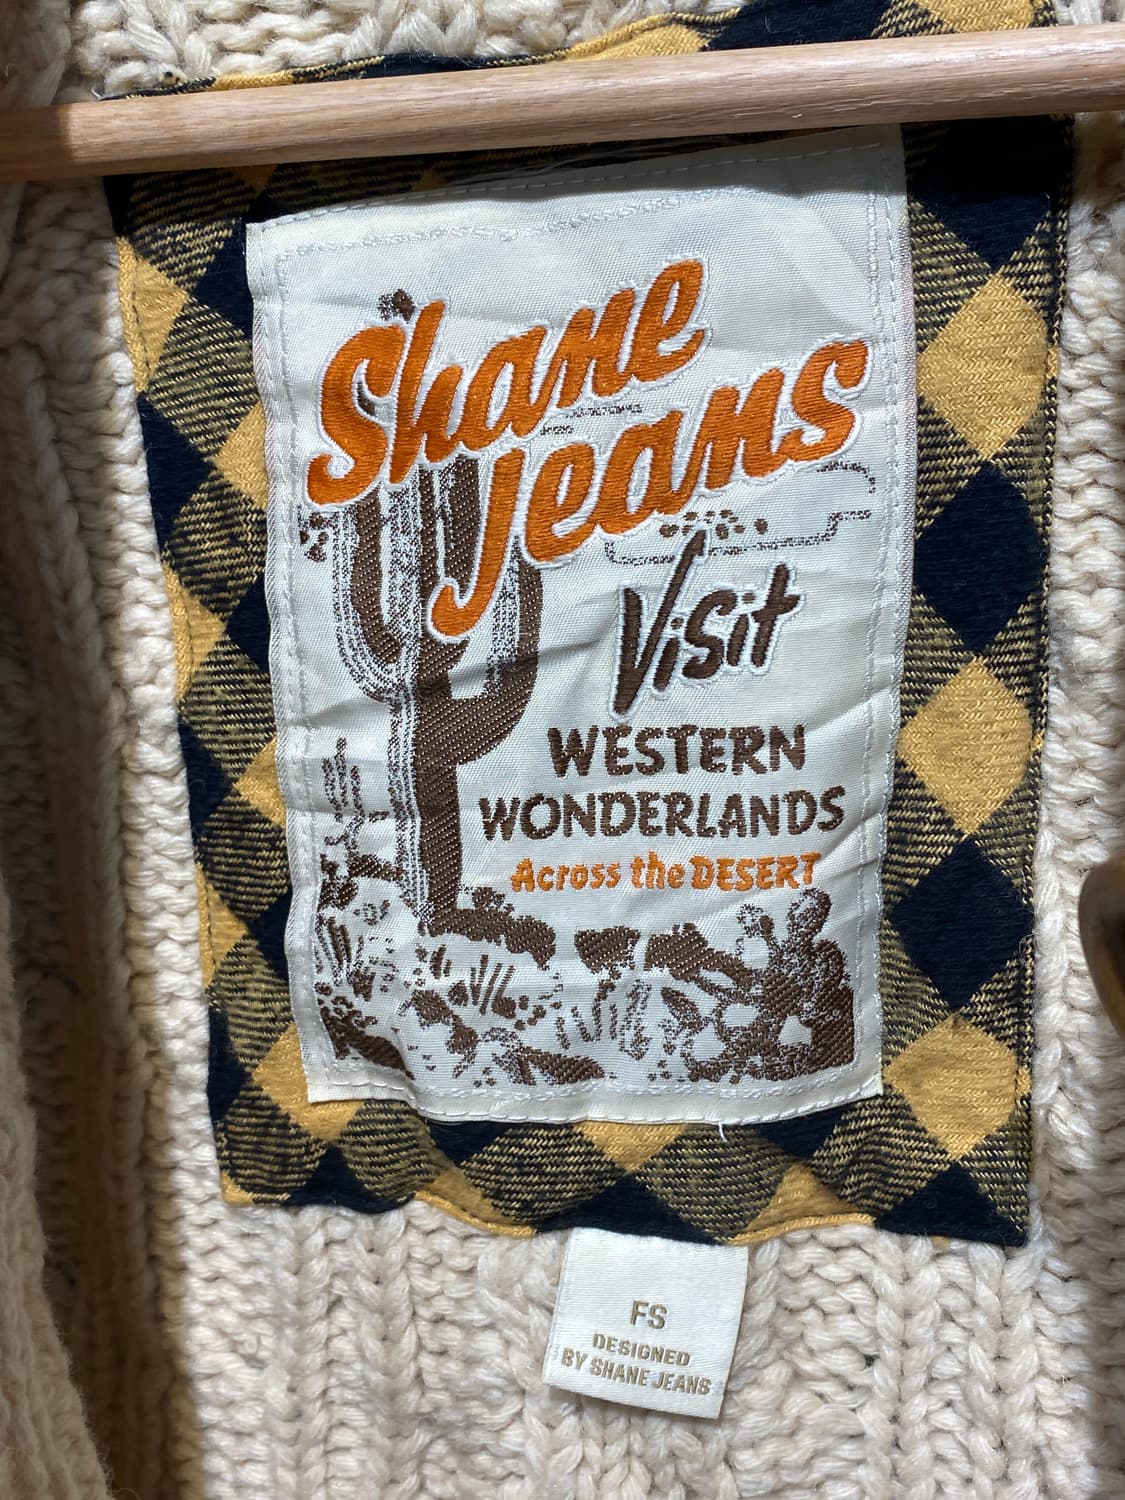 Shane
Jeans
Visit
WESTERN
WONDERLANDS
Across the DESERT
FS
DESIGNED
BY SHANE JEANS